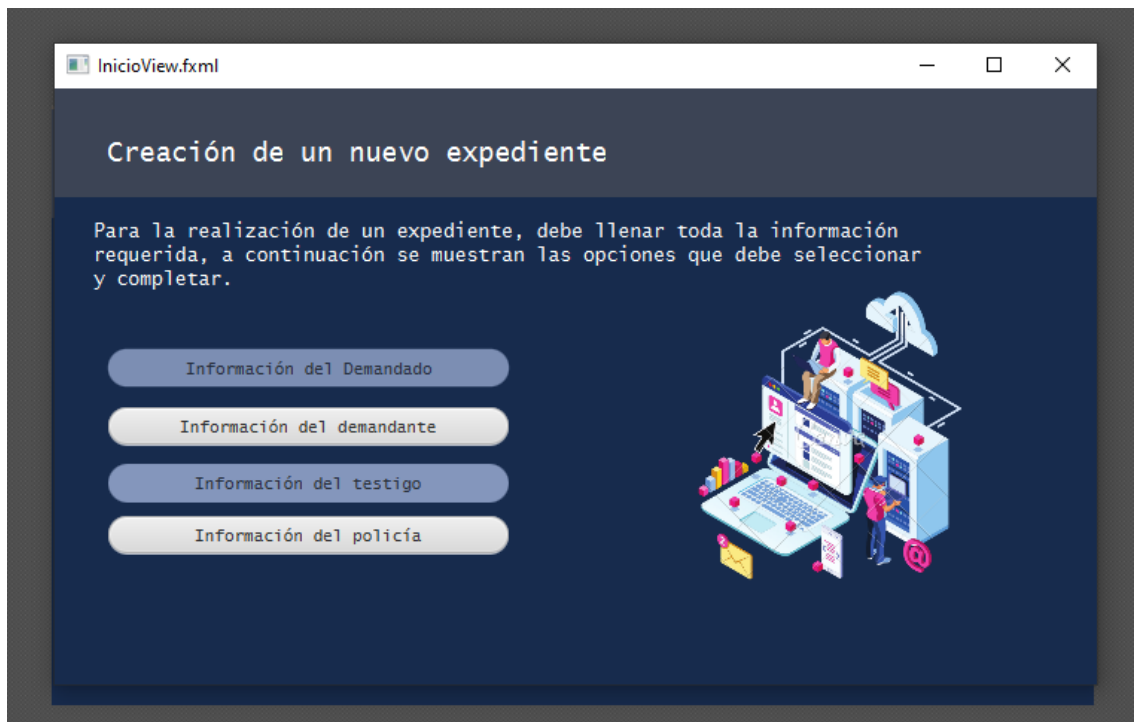 InicioView.fxml
Creación de un nuevo expediente
Para la realización de un expediente, debe llenar toda la información
requerida, a continuación se muestran las opciones que debe seleccionar
y completar.
Información del Demandado
Información del demandante
Información del testigo
Información del policía